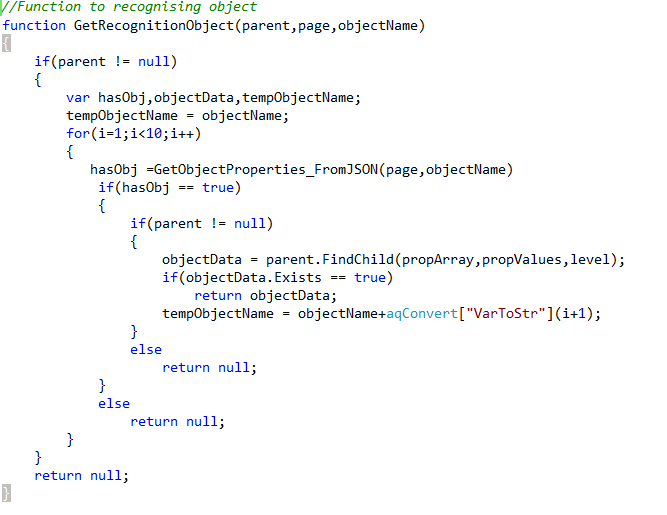 //Function to recognising object
function GetRecognitionObject(parent,page,objectName)
{
if(parent != null)
{
var hasObj,objectData,tempObjectName;
tempObjectName = objectName;
for(i=1;i<10;i++)
{
hasObj =GetObjectProperties_FromJSON(page,objectName)
if(hasObj == true)
{
if(parent != null)
{
objectData = parent.FindChild(propArray,propValues,level);
if(objectData.Exists == true)
return objectData;
tempObjectName = objectName+aqConvert["VarToStr"](i+1);
}
else
return null;
}
else
return null;
}
}
return null;
}